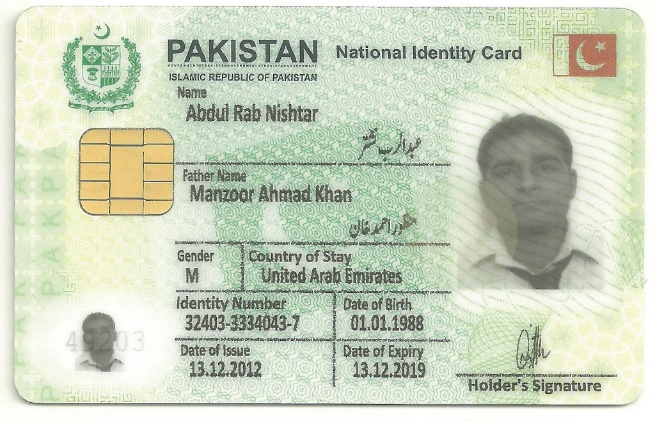 PAKISTAN National Identity Card
ISLAMIC REPUBLIC OF PAKISTAN
Name
Abdul Rab Nishtar
عبدالرب نشتر
Father Name
Manzoor Ahmad Khan
منظور احمد خان
Gender Country of Stay
M United Arab Emirates
Identity Number Date of Birth
32403-3334043-7 01.01.1988
49203
Date of Issue Date of Expiry
13.12.2012 13.12.2019
Holder's Signature